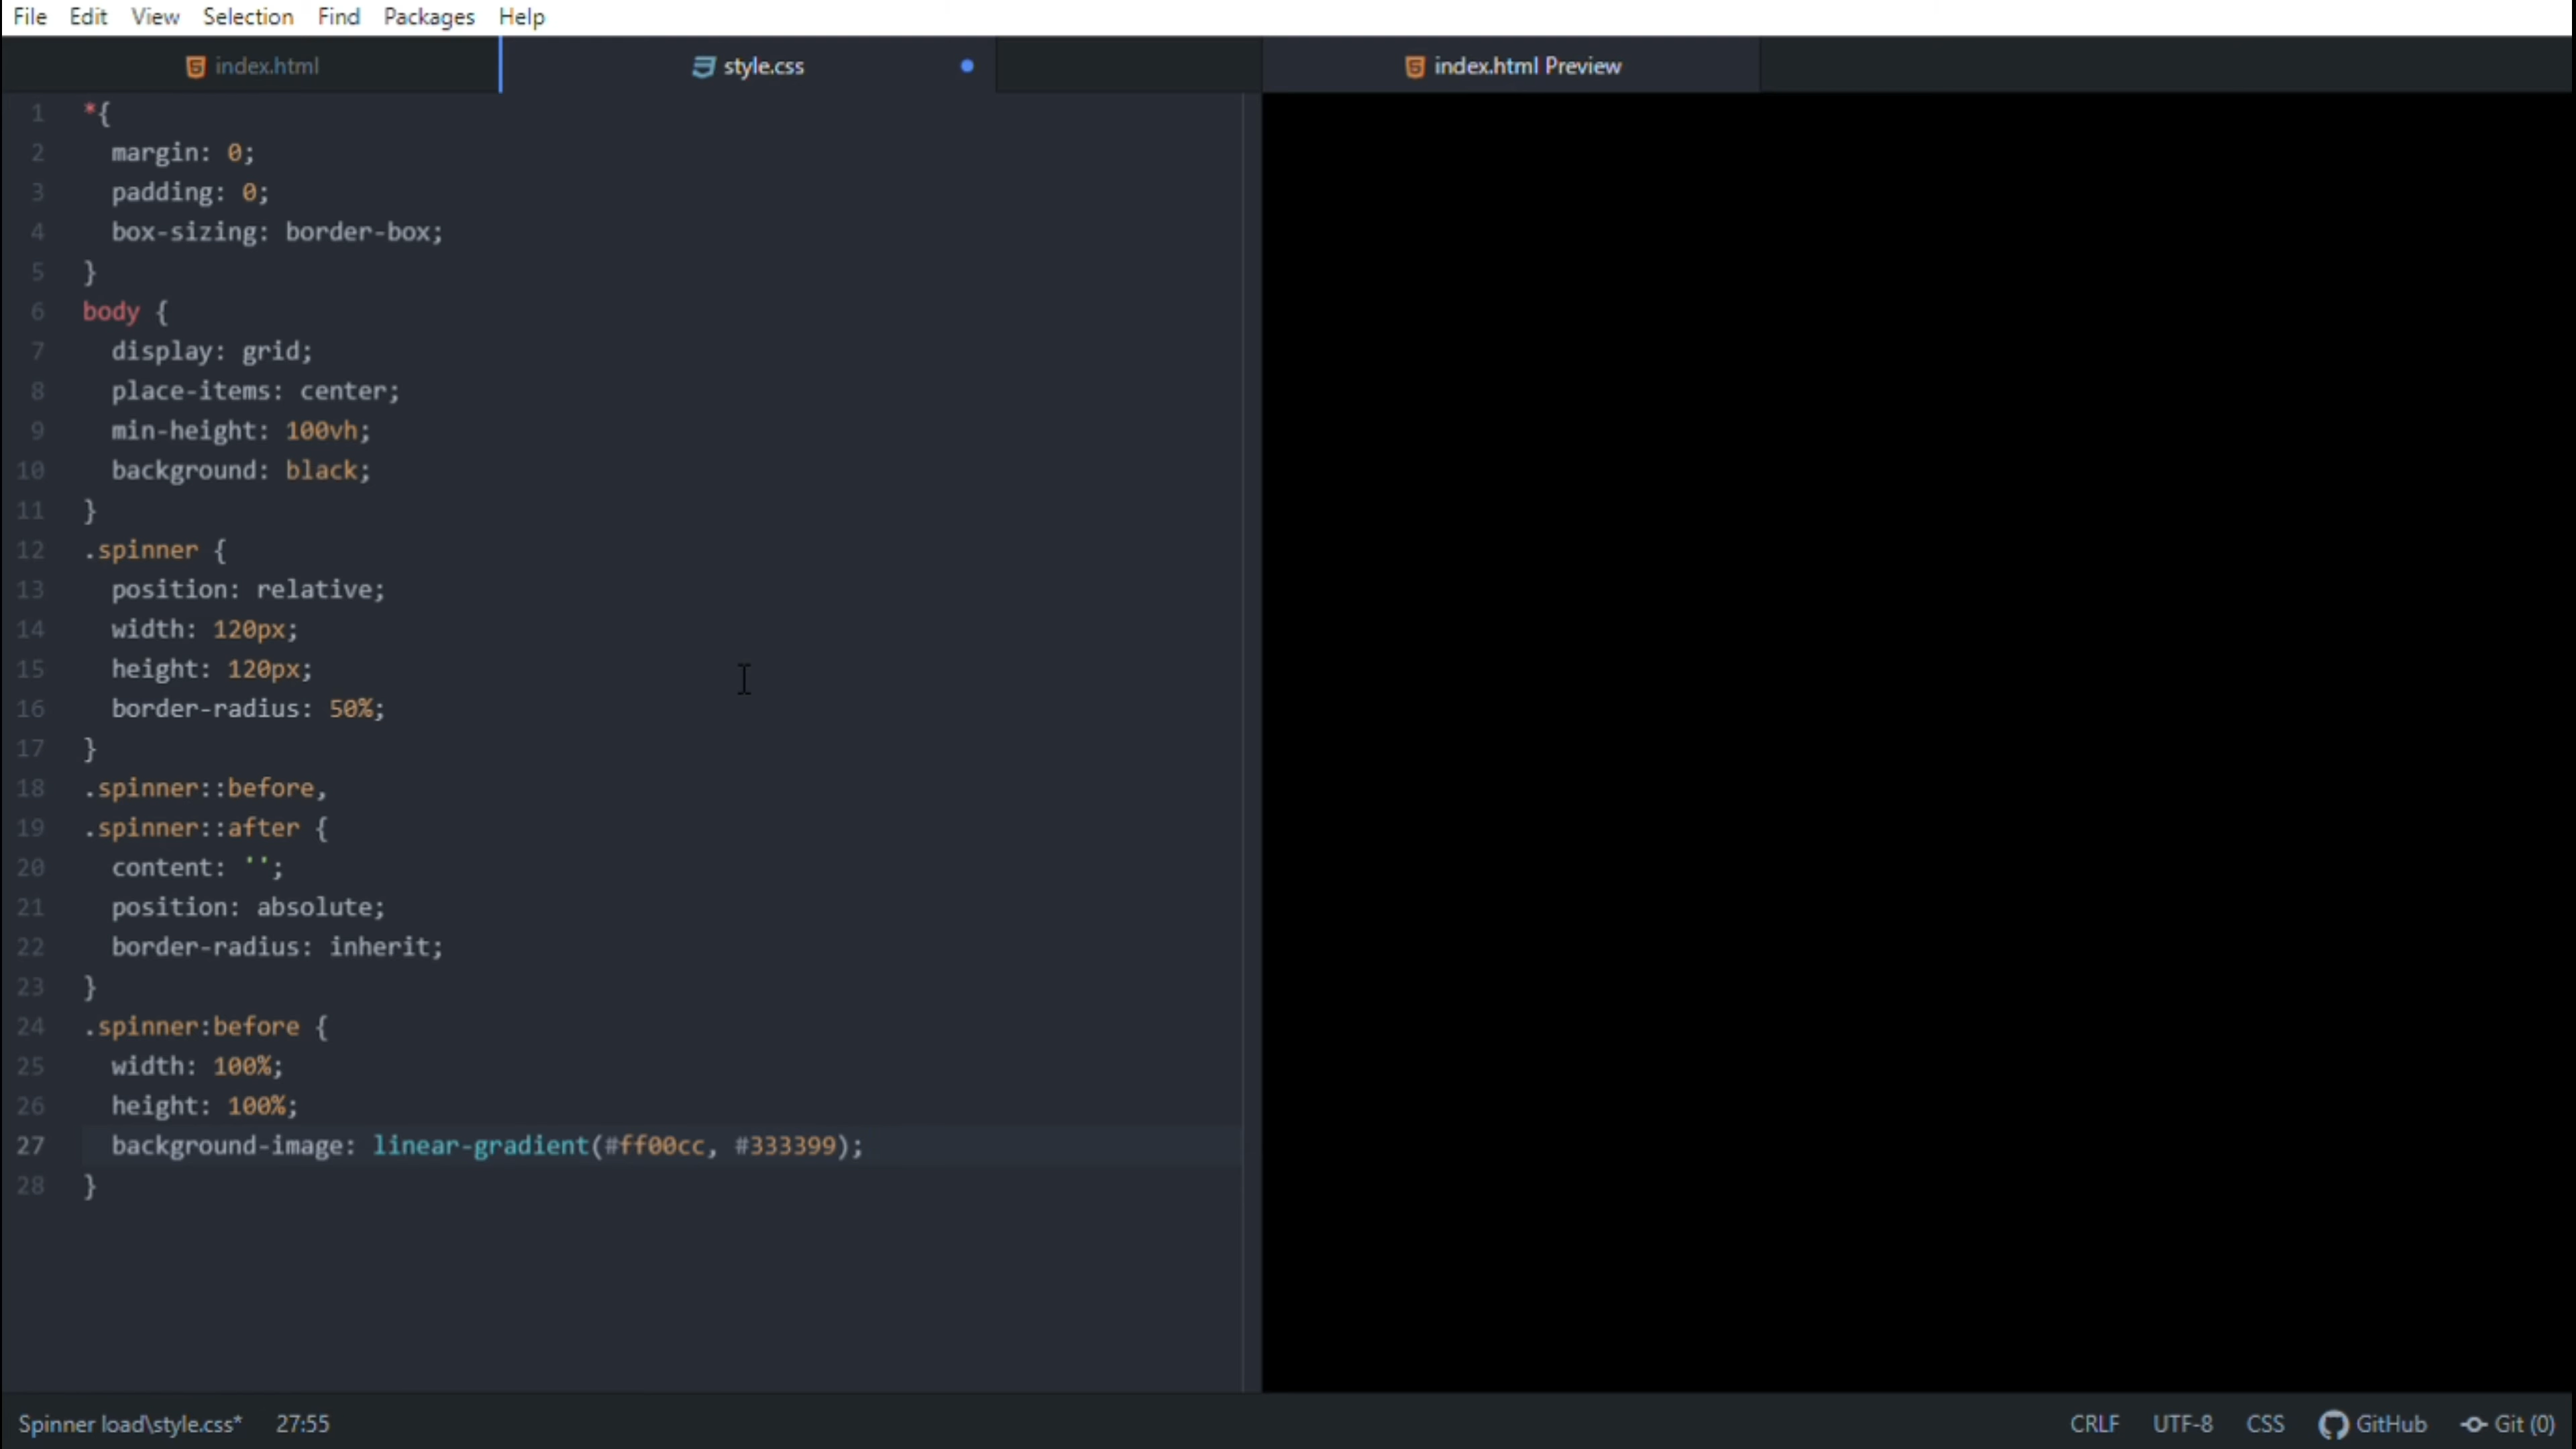 File Edit View Selection Find Packages Help
index.html style.css index.html Preview
1 *{
2 margin: 0;
3 padding: 0;
4 box-sizing: border-box;
5 }
6 body {
7 display: grid;
8 place-items: center;
9 min-height: 100vh;
10 background: black;
11 }
12 .spinner {
13 position: relative;
14 width: 120px;
15 height: 120px;
16 border-radius: 50%;
17 }
18 .spinner::before,
19 .spinner::after {
20 content: '';
21 position: absolute;
22 border-radius: inherit;
23 }
24 .spinner:before {
25 width: 100%;
26 height: 100%;
27 background-image: linear-gradient(#ff00cc, #333399);
28 }
Spinner load\style.css* 27:55 CRLF UTF-8 CSS GitHub Git (0)